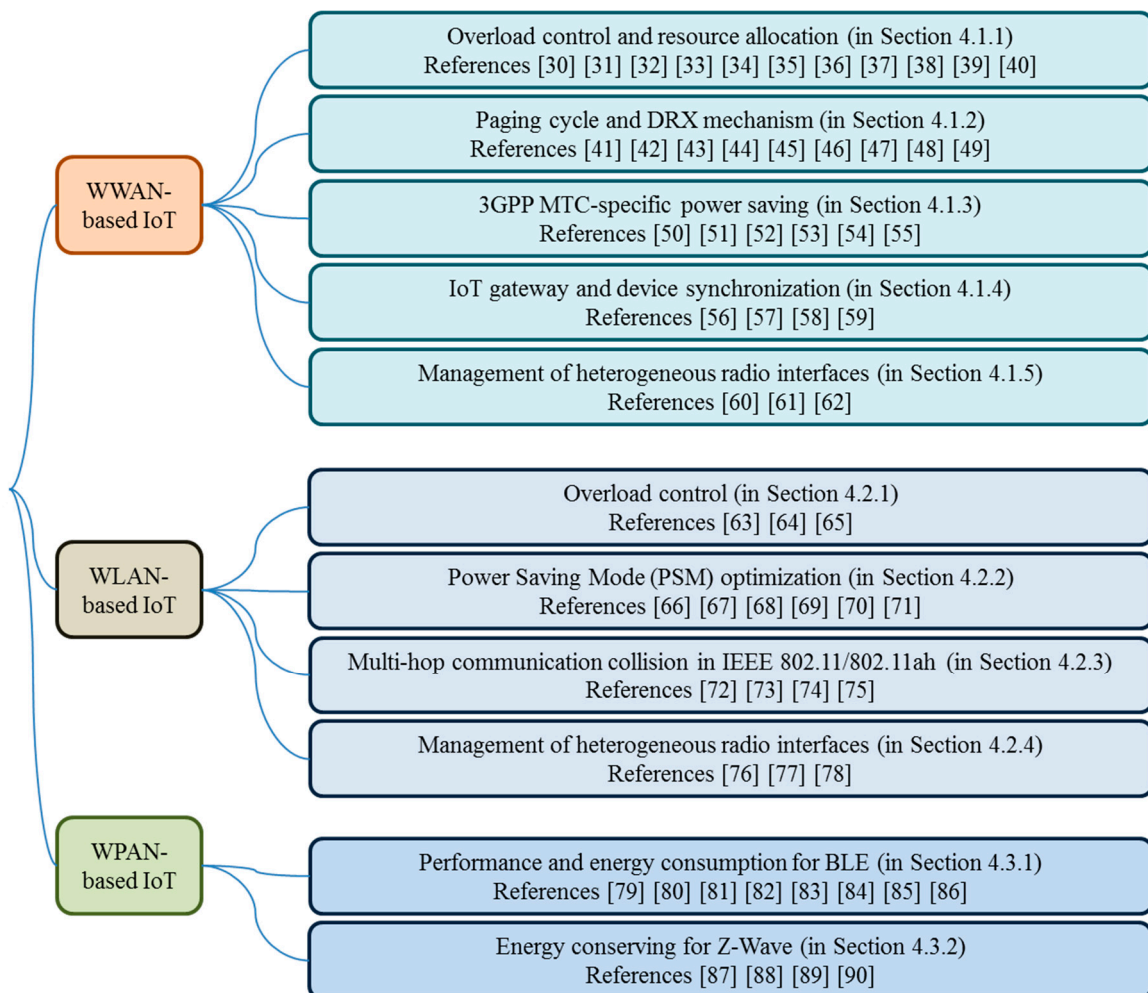 WWAN-
based IoT
Overload control and resource allocation (in Section 4.1.1)
References [30] [31] [32] [33] [34] [35] [36] [37] [38] [39] [40]
Paging cycle and DRX mechanism (in Section 4.1.2)
References [41] [42] [43] [44] [45] [46] [47] [48] [49]
3GPP MTC-specific power saving (in Section 4.1.3)
References [50] [51] [52] [53] [54] [55]
IoT gateway and device synchronization (in Section 4.1.4)
References [56] [57] [58] [59]
Management of heterogeneous radio interfaces (in Section 4.1.5)
References [60] [61] [62]
WLAN-
based IoT
Overload control (in Section 4.2.1)
References [63] [64] [65]
Power Saving Mode (PSM) optimization (in Section 4.2.2)
References [66] [67] [68] [69] [70] [71]
Multi-hop communication collision in IEEE 802.11/802.11ah (in Section 4.2.3)
References [72] [73] [74] [75]
Management of heterogeneous radio interfaces (in Section 4.2.4)
References [76] [77] [78]
WPAN-
based IoT
Performance and energy consumption for BLE (in Section 4.3.1)
References [79] [80] [81] [82] [83] [84] [85] [86]
Energy conserving for Z-Wave (in Section 4.3.2)
References [87] [88] [89] [90]